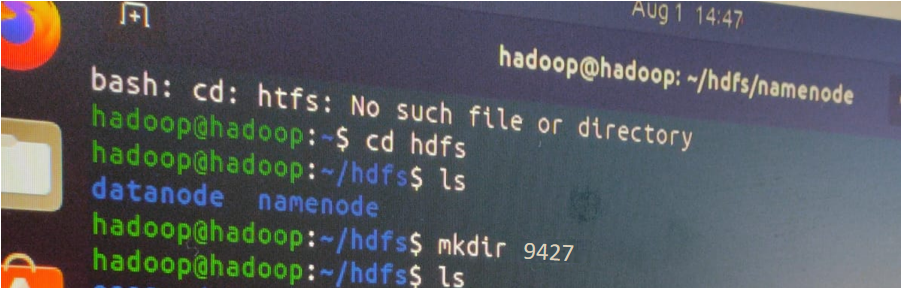 Aug 1 14:47
hadoop@hadoop: ~/hdfs/namenode
bash: cd: htfs: No such file or directory
hadoop@hadoop:~$ cd hdfs
hadoop@hadoop:~/hdfs$ ls
datanode namenode
hadoop@hadoop:~/hdfs$ mkdir 9427
hadoop@hadoop:~/hdfs$ ls